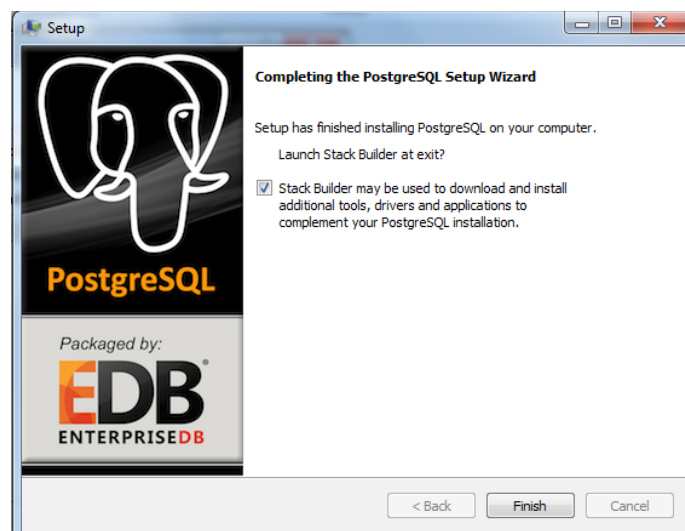 Setup
Completing the PostgreSQL Setup Wizard
Setup has finished installing PostgreSQL on your computer.
Launch Stack Builder at exit?
Stack Builder may be used to download and install
additional tools, drivers and applications to
complement your PostgreSQL installation.
PostgreSQL
Packaged by:
EDB
ENTERPRISEDB
< Back
Finish
Cancel